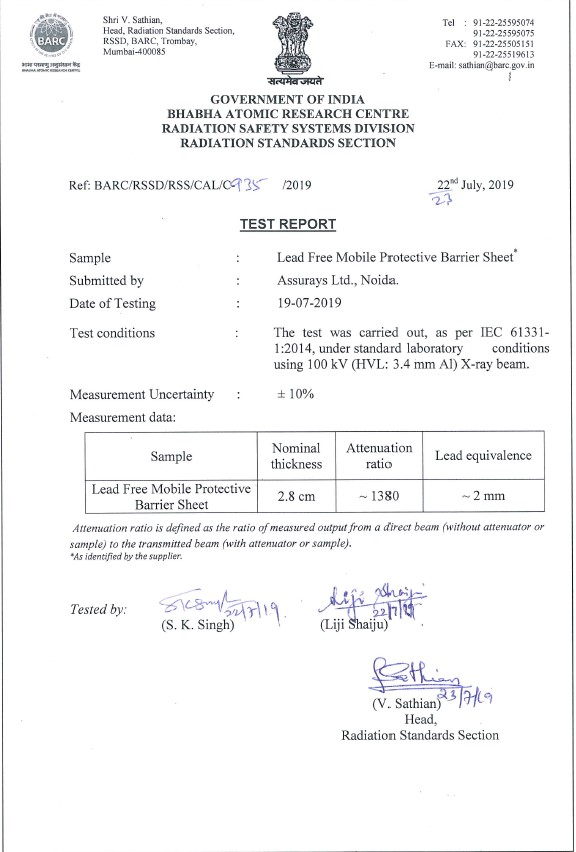 BARC
भाभा परमाणु अनुसंधान केंद्र
BHABHA ATOMIC RESEARCH CENTRE
Shri V. Sathian,
Head, Radiation Standards Section,
RSSD, BARC, Trombay,
Mumbai-400085
सत्यमेव जयते
Tel : 91-22-25595074
91-22-25595075
FAX: 91-22-25505151
91-22-25519613
E-mail: sathian@barc.gov.in
GOVERNMENT OF INDIA
BHABHA ATOMIC RESEARCH CENTRE
RADIATION SAFETY SYSTEMS DIVISION
RADIATION STANDARDS SECTION
Ref: BARC/RSSD/RSS/CAL/C-935 /2019
22nd July, 2019
23
TEST REPORT
Sample : Lead Free Mobile Protective Barrier Sheet*
Submitted by : Assurays Ltd., Noida.
Date of Testing : 19-07-2019
Test conditions : The test was carried out, as per IEC 61331-
1:2014, under standard laboratory conditions
using 100 kV (HVL: 3.4 mm Al) X-ray beam.
Measurement Uncertainty : ± 10%
Measurement data:
Sample Nominal thickness Attenuation ratio Lead equivalence
Lead Free Mobile Protective Barrier Sheet 2.8 cm ~ 1380 ~ 2 mm
Attenuation ratio is defined as the ratio of measured output from a direct beam (without attenuator or
sample) to the transmitted beam (with attenuator or sample).
*As identified by the supplier.
Tested by:
22/7/19
(S. K. Singh)
Liji Shaiju
22/7/19
(Liji Shaiju)
Sathian
23/7/19
(V. Sathian)
Head,
Radiation Standards Section